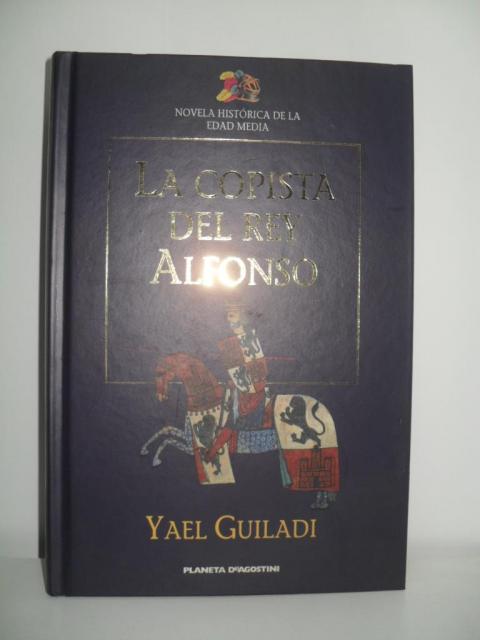 NOVELA HISTÓRICA DE LA
EDAD MEDIA
LA COPISTA
DEL REY
ALFONSO
YAEL GUILADI
PLANETA DEAGOSTINI